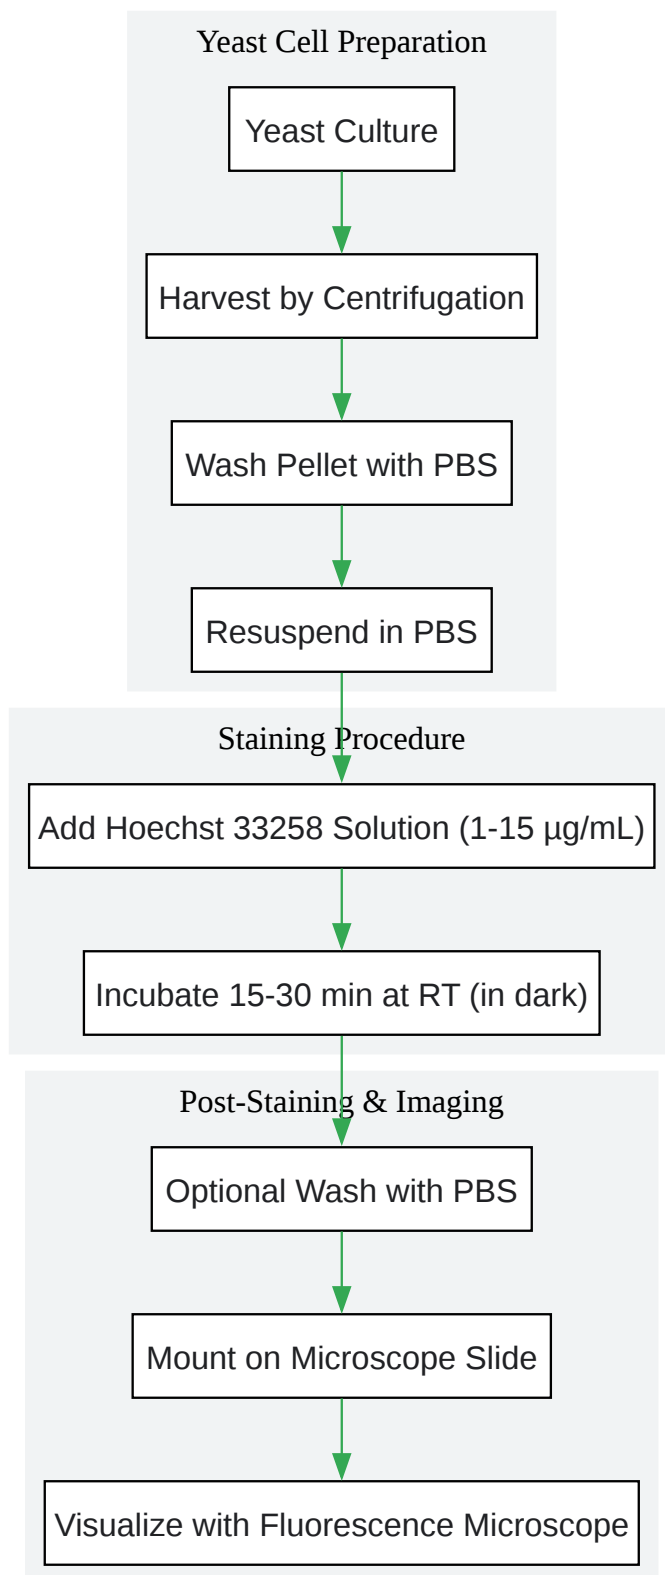 Yeast Cell Preparation
Yeast Culture
Harvest by Centrifugation
Wash Pellet with PBS
Resuspend in PBS
Staining Procedure
Add Hoechst 33258 Solution (1-15 µg/mL)
Incubate 15-30 min at RT (in dark)
Post-Staining & Imaging
Optional Wash with PBS
Mount on Microscope Slide
Visualize with Fluorescence Microscope